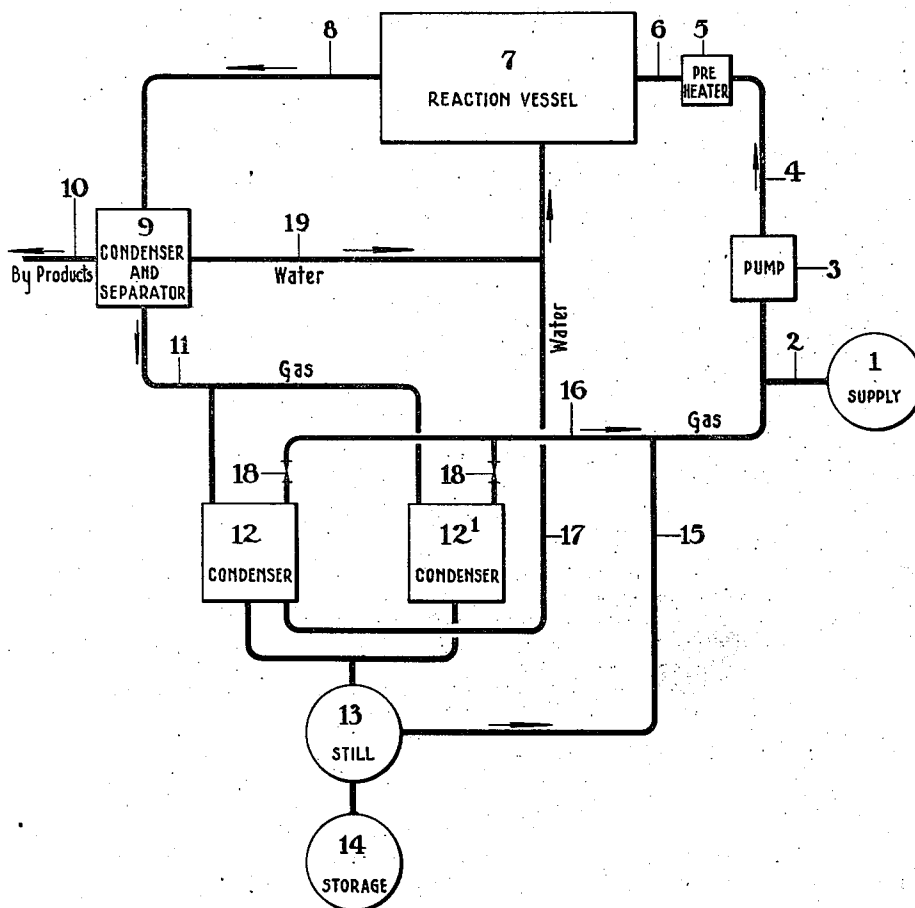 8
7
REACTION VESSEL
6
5
PRE
HEATER
4
10
9
CONDENSER
AND
SEPARATOR
By Products
19
Water
PUMP
3
11
Gas
Water
2
1
SUPPLY
16
Gas
18
18
12
CONDENSER
12¹
CONDENSER
17
15
13
STILL
14
STORAGE